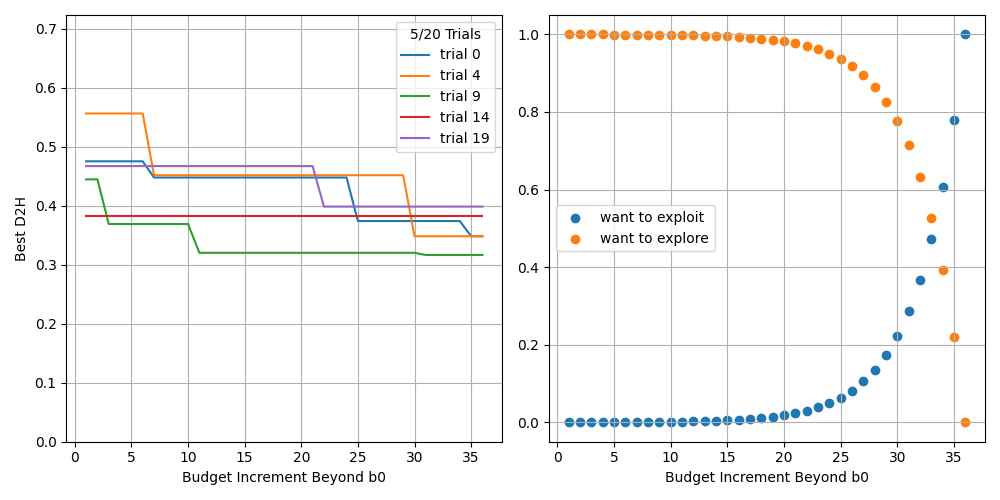 5/20 Trials
trial 0
trial 4
trial 9
trial 14
trial 19
0.7
0.6
0.5
0.4
0.3
0.2
0.1
0.0
Best D2H
0 5 10 15 20 25 30 35
Budget Increment Beyond b0
1.0
0.8
0.6
0.4
0.2
0.0
want to exploit
want to explore
0 5 10 15 20 25 30 35
Budget Increment Beyond b0